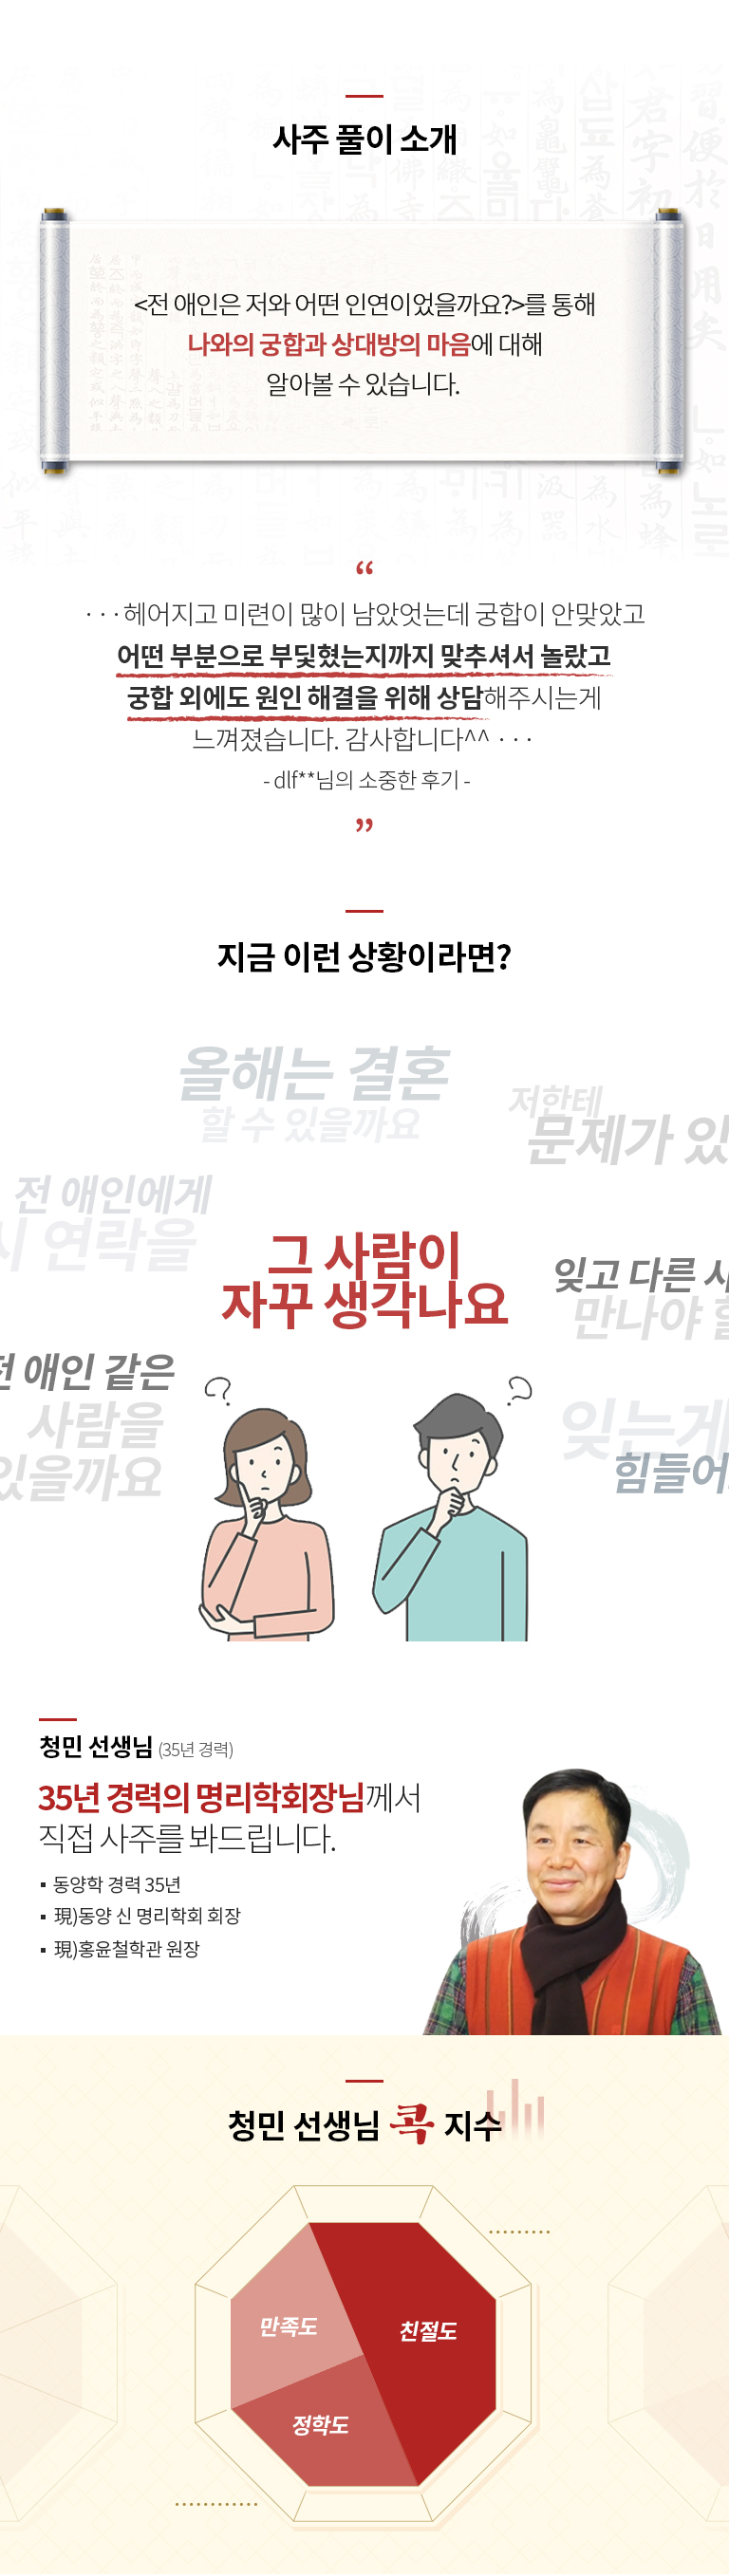 사주 풀이 소개
<전 애인은 저와 어떤 인연이었을까요?>를 통해
나와의 궁합과 상대방의 마음에 대해
알아볼 수 있습니다.
“
···헤어지고 미련이 많이 남았엇는데 궁합이 안맞았고
어떤 부분으로 부딪혔는지까지 맞추셔서 놀랐고
궁합 외에도 원인 해결을 위해 상담해주시는게
느껴졌습니다. 감사합니다^^ ···
- dlf**님의 소중한 후기 -
”
지금 이런 상황이라면?
올해는 결혼
할 수 있을까요
저한테
문제가 있
전 애인에게
시 연락을
그 사람이
자꾸 생각나요
잊고 다른 사
만나야 할
전 애인 같은
사람을
있을까요
잊는게
힘들어
청민 선생님 (35년 경력)
35년 경력의 명리학회장님께서
직접 사주를 봐드립니다.
▪ 동양학 경력 35년
▪ 現)동양 신 명리학회 회장
▪ 現)홍윤철학관 원장
청민 선생님 콕 지수
만족도
친절도
정학도